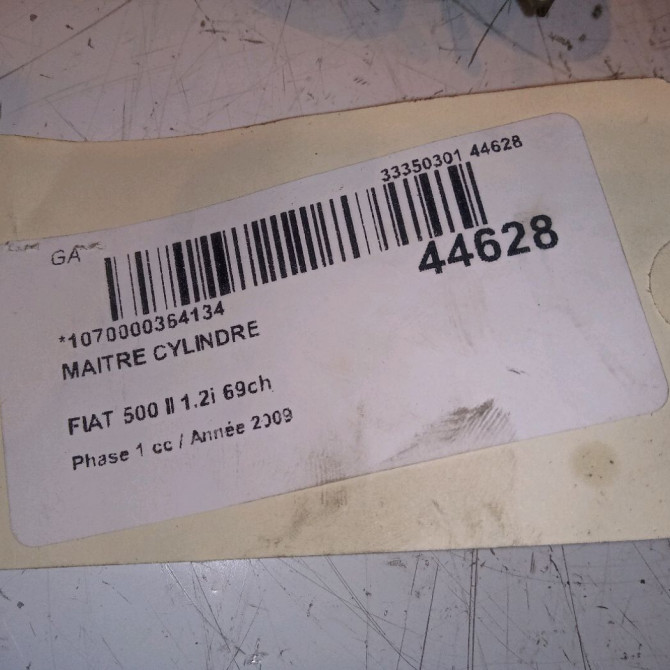 33350301 44628
GA
44628
*1070000364134
MAITRE CYLINDRE
FIAT 500 II 1.2i 69ch
Phase 1 cc / Année 2009